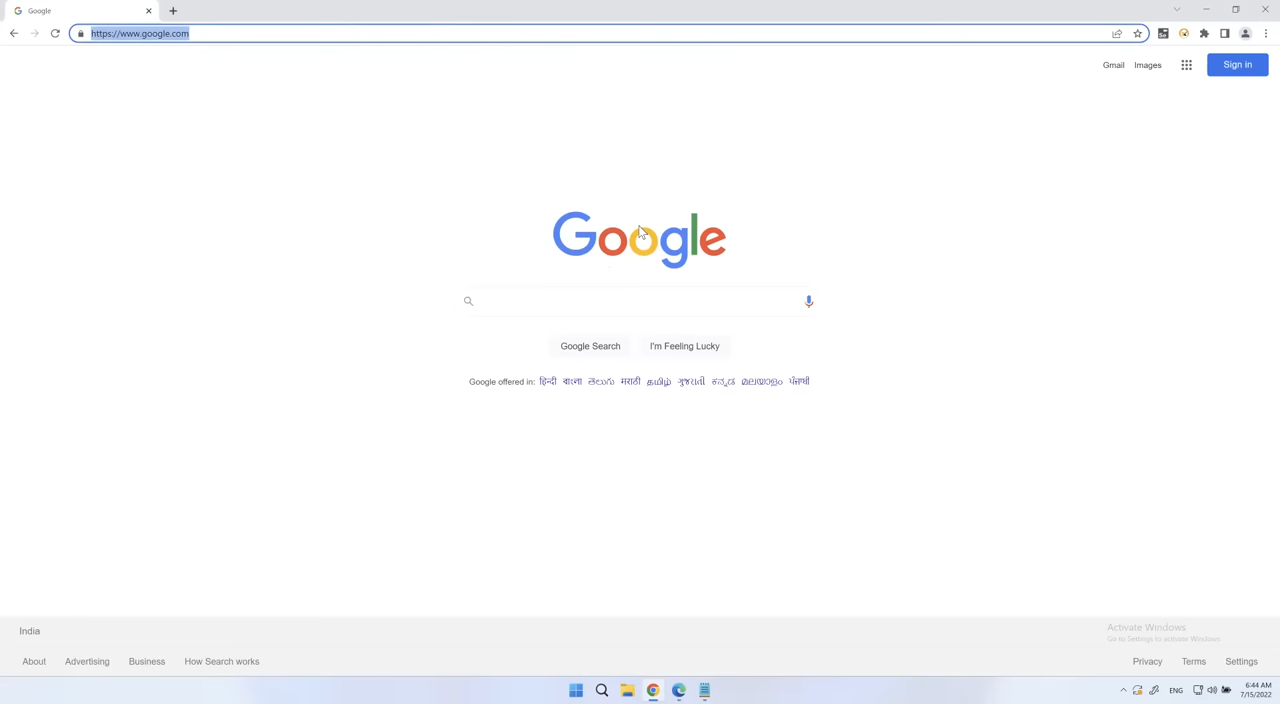 Google
https://www.google.com
Gmail Images Sign in
Google
Google Search I'm Feeling Lucky
Google offered in: हिन्दी বাংলা తెలుగు मराठी தமிழ் ગુજરાતી ಕನ್ನಡ മലയാളം ਪੰਜਾਬੀ
India
Activate Windows
Go to Settings to activate Windows.
About Advertising Business How Search works Privacy Terms Settings
ENG 6:44 AM
7/15/2022